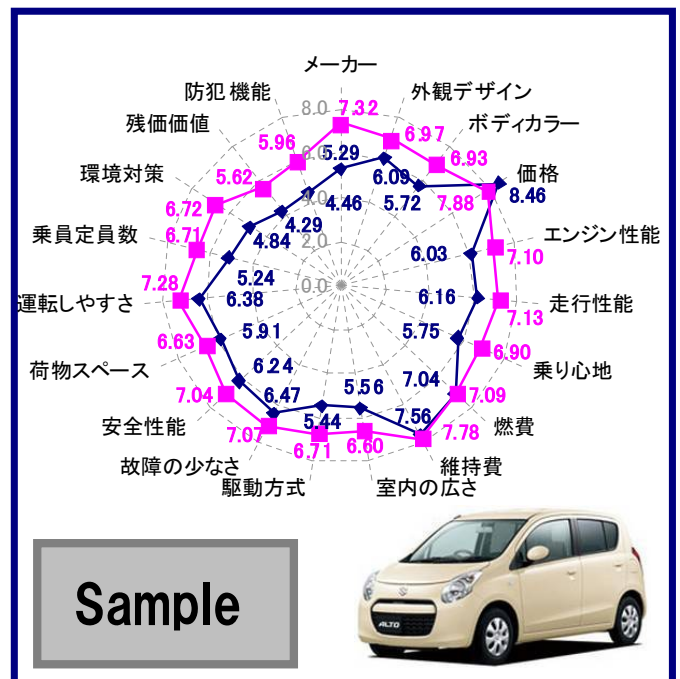 メーカー
防犯機能
外観デザイン
8.0
7.32
残価価値
ボディカラー
5.96
6.97
6.93
5.62
6.0
5.29
6.09
価格
環境対策
5.72
7.88
8.46
6.72
4.29
4.0
4.46
乗員定員数
6.71
4.84
2.0
6.03
エンジン性能
7.10
7.28
5.24
0.0
運転しやすさ
6.38
6.16
走行性能
7.13
6.63
5.91
5.75
6.90
荷物スペース
乗り心地
6.24
7.04
7.04
7.09
安全性能
6.47
5.56
7.56
燃費
7.07
5.44
7.78
6.71
6.60
故障の少なさ
維持費
駆動方式
室内の広さ
Sample
ALTO